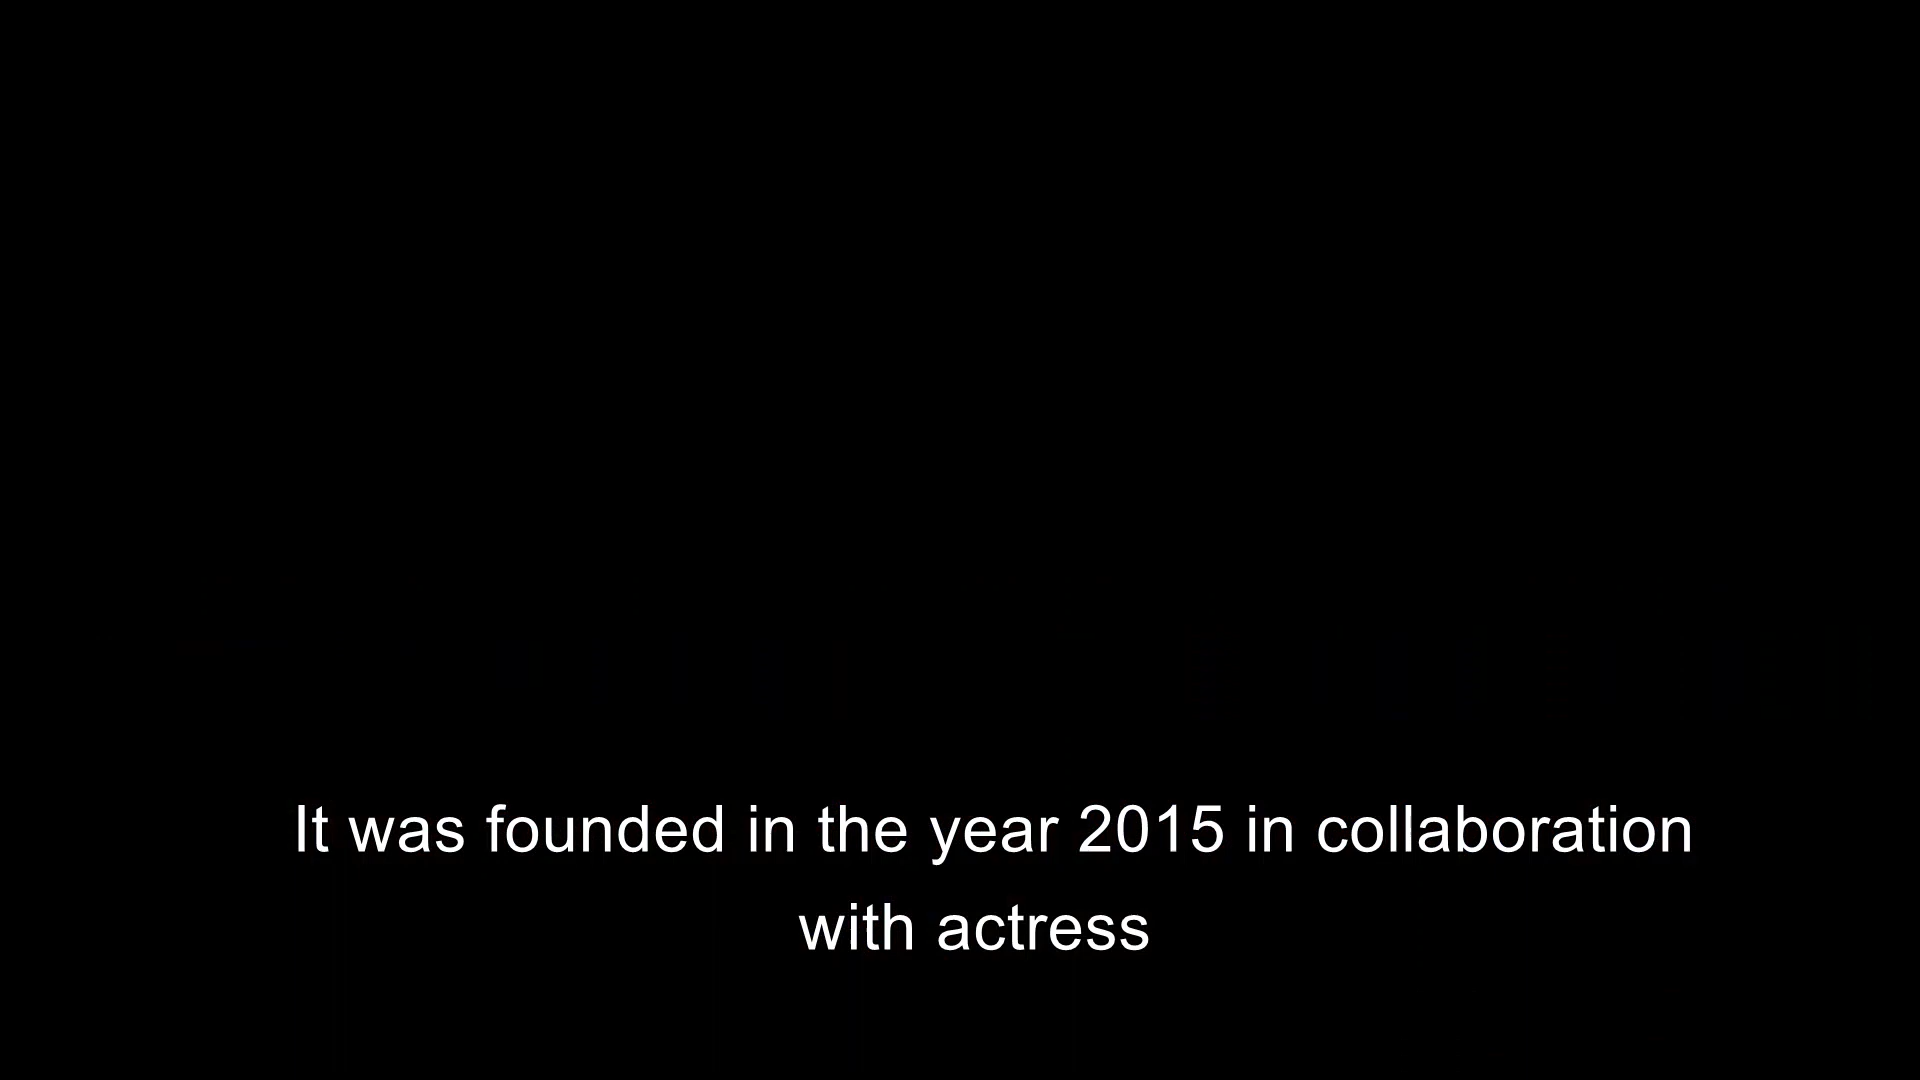 It was founded in the year 2015 in collaboration
with actress